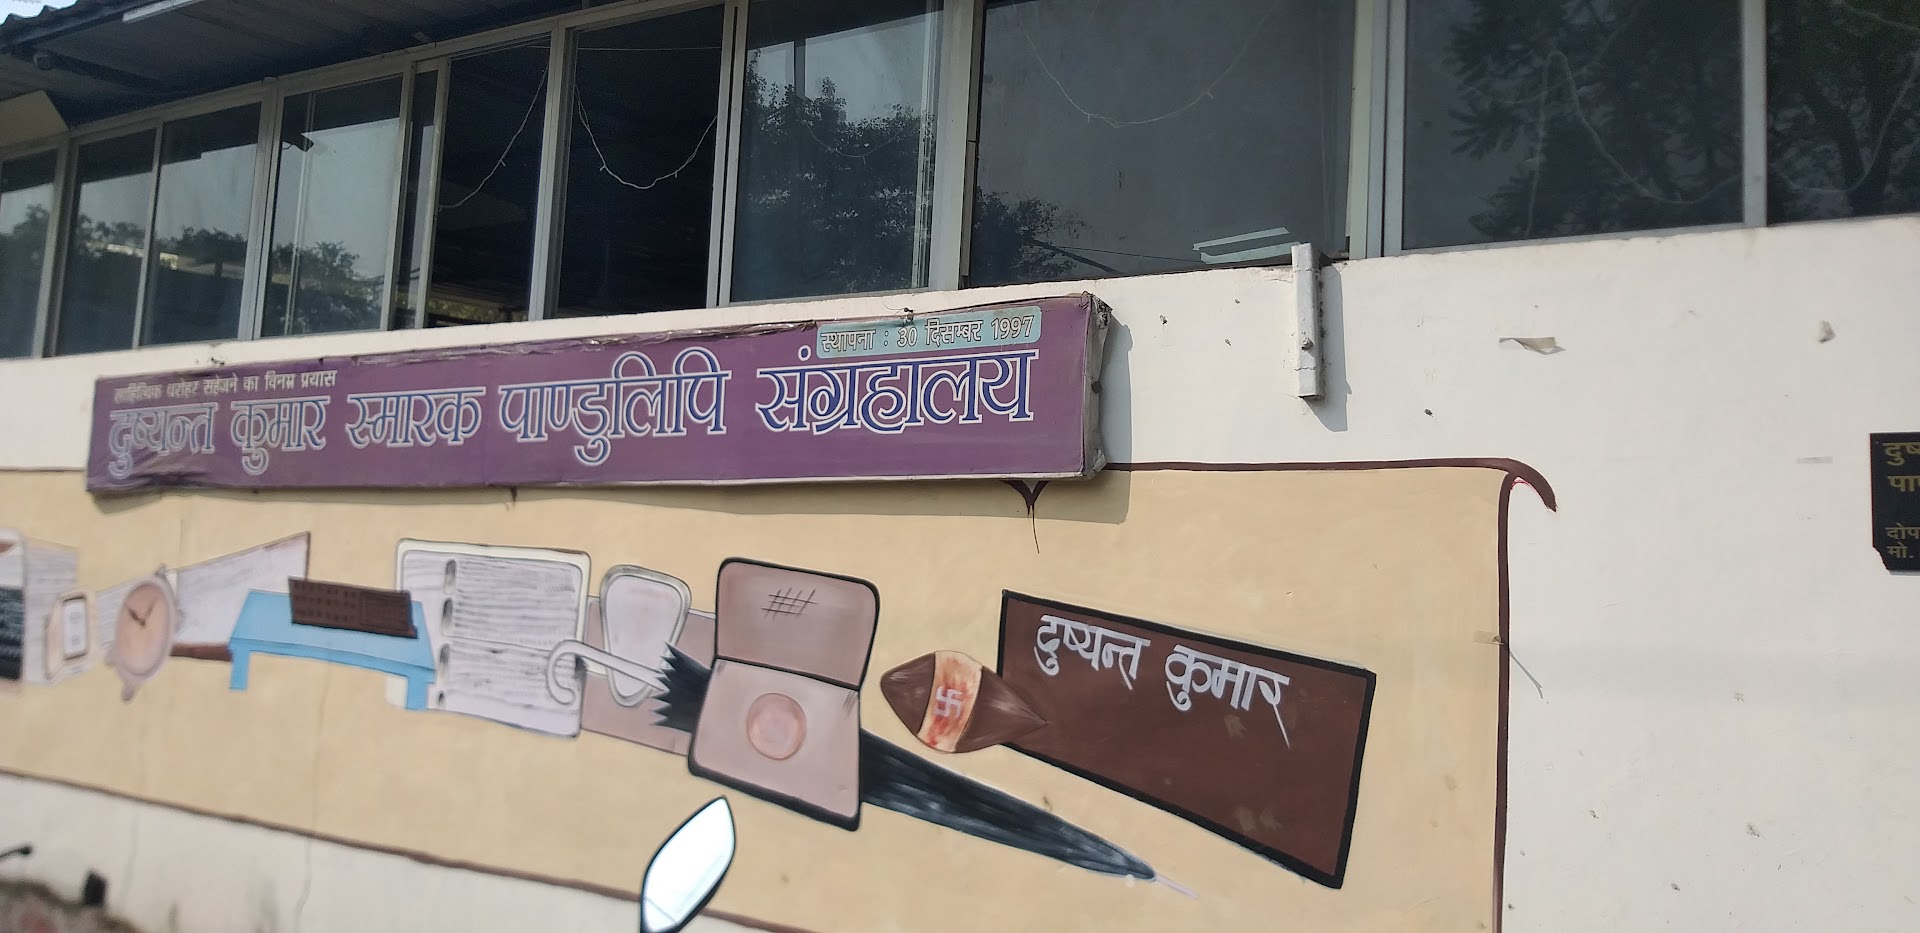 स्थापना : 30 दिसम्बर 1997
साहित्यिक धरोहर सहेजने का विनम्र प्रयास
दुष्यन्त कुमार स्मारक पाण्डुलिपि संग्रहालय
दुष्यन्त कुमार
मो.